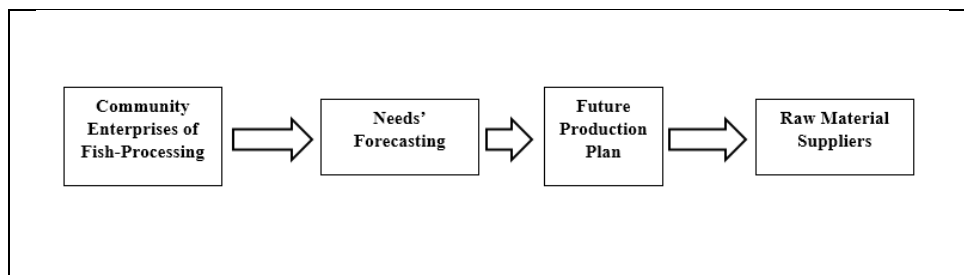 Community
Enterprises of
Fish-Processing
Needs’
Forecasting
Future
Production
Plan
Raw Material
Suppliers